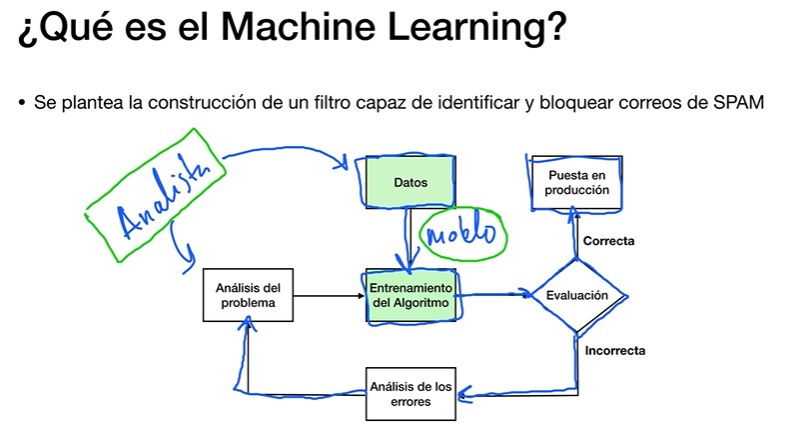 ¿Qué es el Machine Learning?
• Se plantea la construcción de un filtro capaz de identificar y bloquear correos de SPAM
Analista
Datos
Puesta en
producción
moblo
Correcta
Análisis del
problema
Entrenamiento
del Algoritmo
Evaluación
Incorrecta
Análisis de los
errores